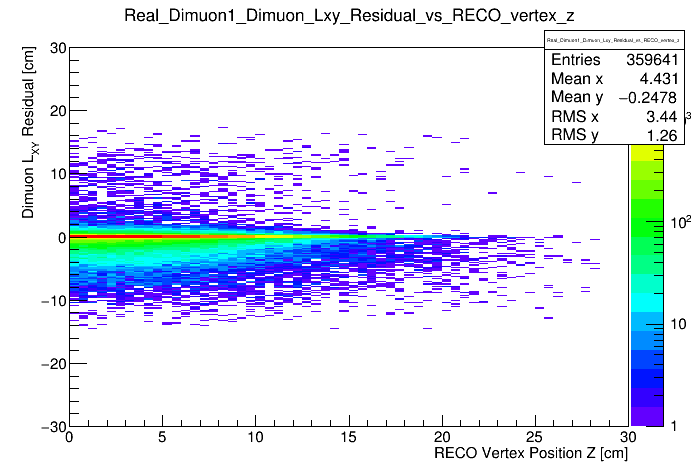 Real_Dimuon1_Dimuon_Lxy_Residual_vs_RECO_vertex_z
Real_Dimuon1_Dimuon_Lxy_Residual_vs_RECO_vertex_z
Entries 359641
Mean x 4.431
Mean y −0.2478
RMS x 3.44
RMS y 1.26
Dimuon LXY Residual [cm]
30
20
10
0
−10
−20
−30
0 5 10 15 20 25 30
RECO Vertex Position Z [cm]
3
10²
10
1